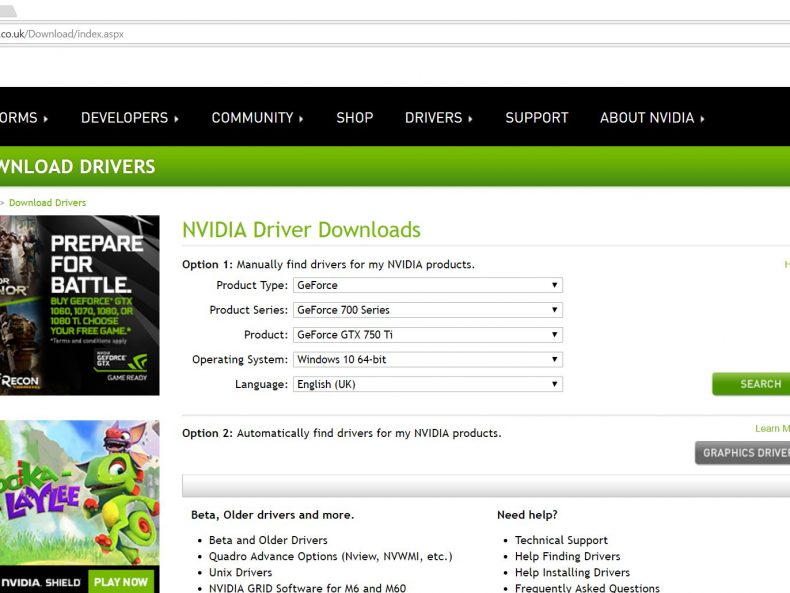 .co.uk/Download/index.aspx
ORMS DEVELOPERS COMMUNITY SHOP DRIVERS SUPPORT ABOUT NVIDIA
WNLOAD DRIVERS
> Download Drivers
PREPARE
FOR
BATTLE.
BUY GEFORCE® GTX
1060, 1070, 1080, OR
1080 TI. CHOOSE
YOUR FREE GAME.*
*Terms and conditions apply
OR
NOR
RECON
NVIDIA
GEFORCE
GTX
GAME READY
NVIDIA Driver Downloads
Option 1: Manually find drivers for my NVIDIA products.
H
Product Type: GeForce
Product Series: GeForce 700 Series
Product: GeForce GTX 750 Ti
Operating System: Windows 10 64-bit
Language: English (UK)
SEARCH
Option 2: Automatically find drivers for my NVIDIA products.
Learn M
GRAPHICS DRIVE
ooka-
LAYLEE
NVIDIA. SHIELD PLAY NOW
Beta, Older drivers and more.
• Beta and Older Drivers
• Quadro Advance Options (Nview, NVWMI, etc.)
• Unix Drivers
• NVIDIA GRID Software for M6 and M60
Need help?
• Technical Support
• Help Finding Drivers
• Help Installing Drivers
• Frequently Asked Questions